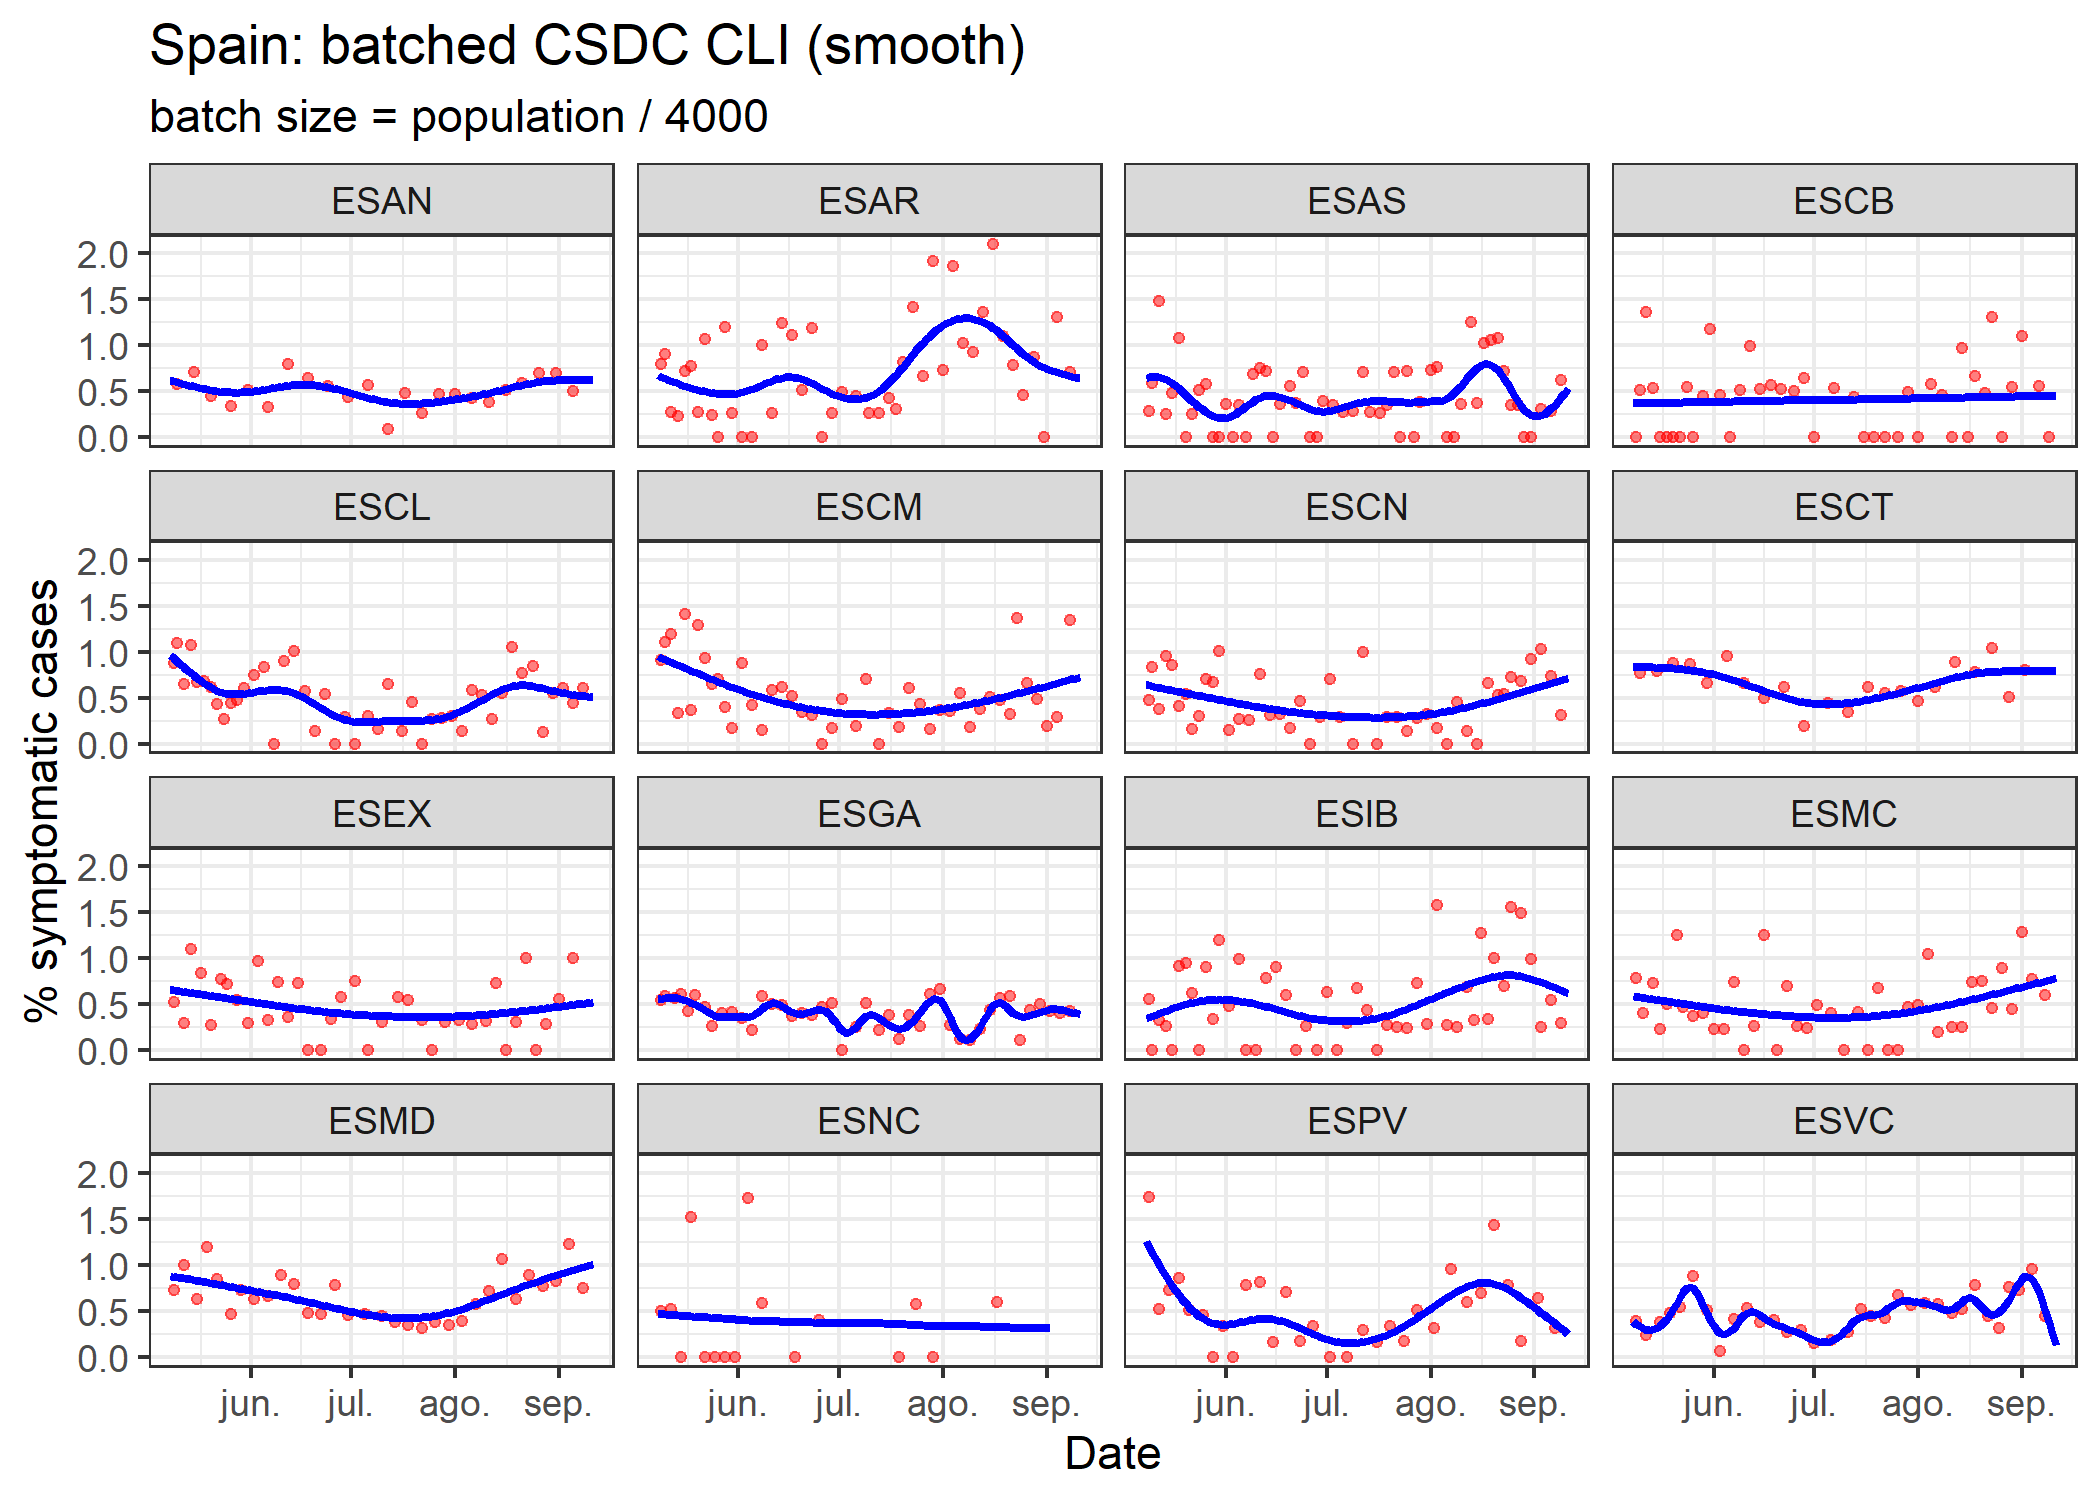 Spain: batched CSDC CLI (smooth)
batch size = population / 4000
ESAN ESAR ESAS ESCB
2.0
1.5
1.0
0.5
0.0
ESCL ESCM ESCN ESCT
2.0
1.5
1.0
0.5
0.0
ESEX ESGA ESIB ESMC
2.0
1.5
1.0
0.5
0.0
ESMD ESNC ESPV ESVC
2.0
1.5
1.0
0.5
0.0
% symptomatic cases
jun. jul. ago. sep. jun. jul. ago. sep. jun. jul. ago. sep. jun. jul. ago. sep.
Date